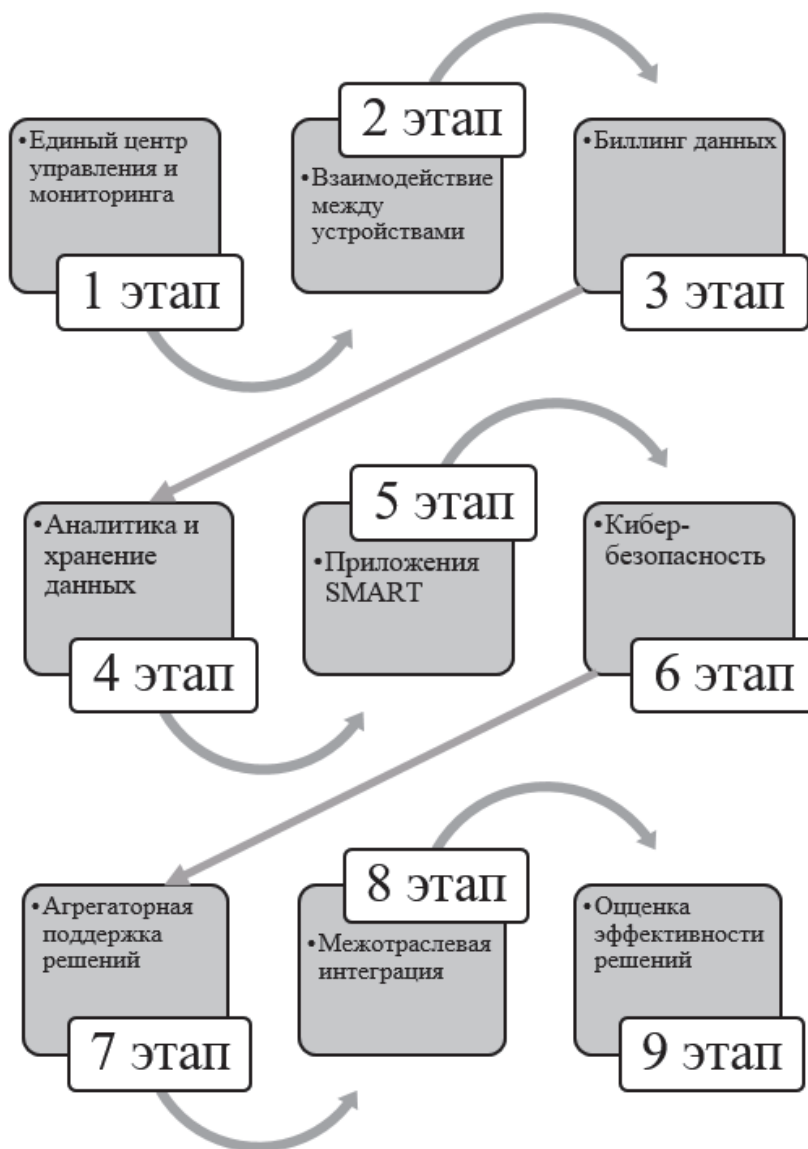 •Единый центр
управления и
мониторинга
1 этап
2 этап
•Взаимодействие
между
устройствами
•Биллинг данных
3 этап
•Аналитика и
хранение
данных
4 этап
5 этап
•Приложения
SMART
•Кибер-
безопасность
6 этап
•Агрегаторная
поддержка
решений
7 этап
8 этап
•Межотраслевая
интеграция
•Оцценка
эффективности
решений
9 этап